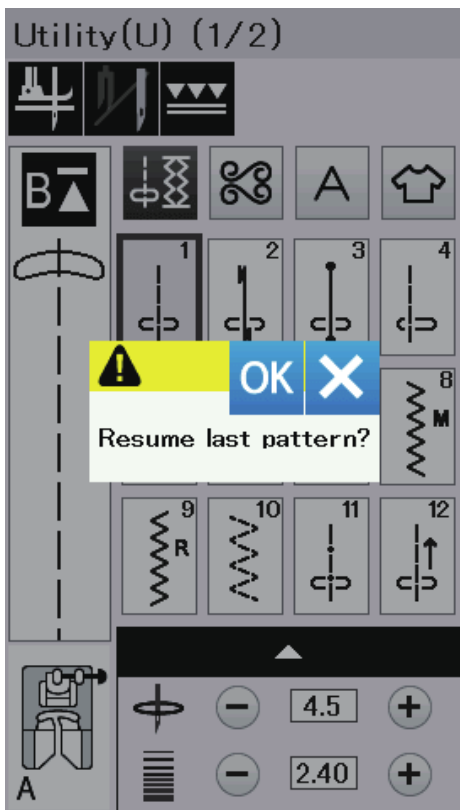 Utility(U) (1/2)
B
A
1
2
3
4
OK
Resume last pattern?
8
M
9
R
10
11
12
4.5
2.40
A